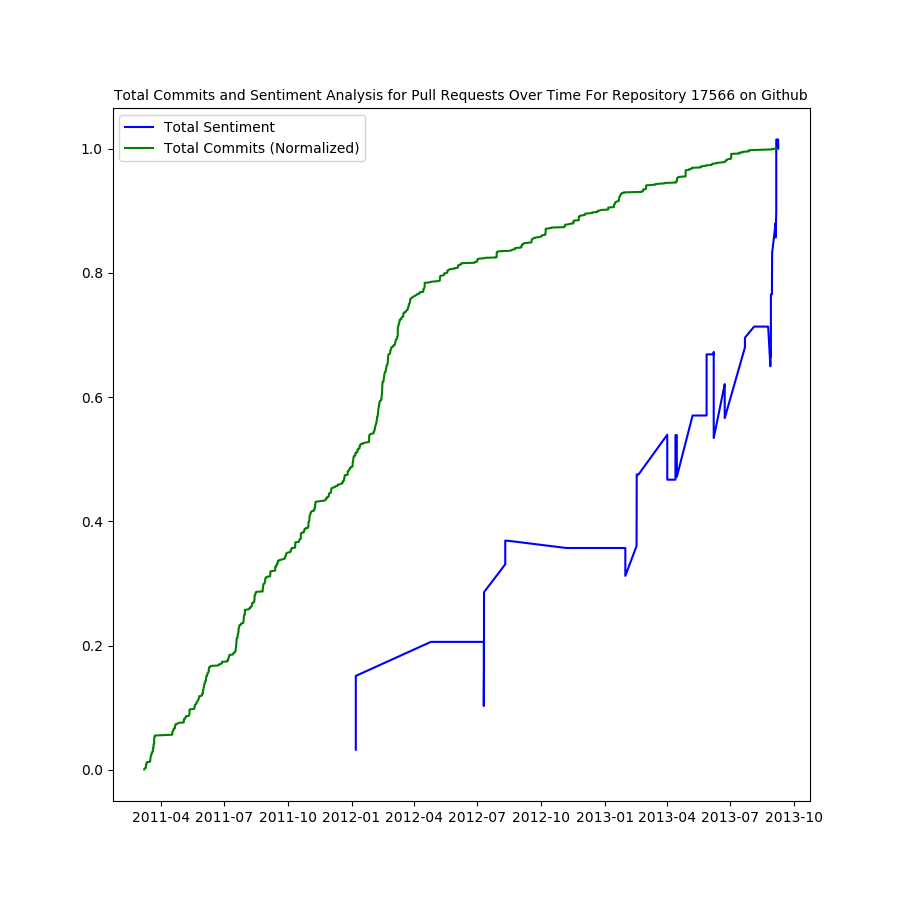 Total Commits and Sentiment Analysis for Pull Requests Over Time For Repository 17566 on Github
Total Sentiment
Total Commits (Normalized)
1.0
0.8
0.6
0.4
0.2
0.0
2011-04 2011-07 2011-10 2012-01 2012-04 2012-07 2012-10 2013-01 2013-04 2013-07 2013-10